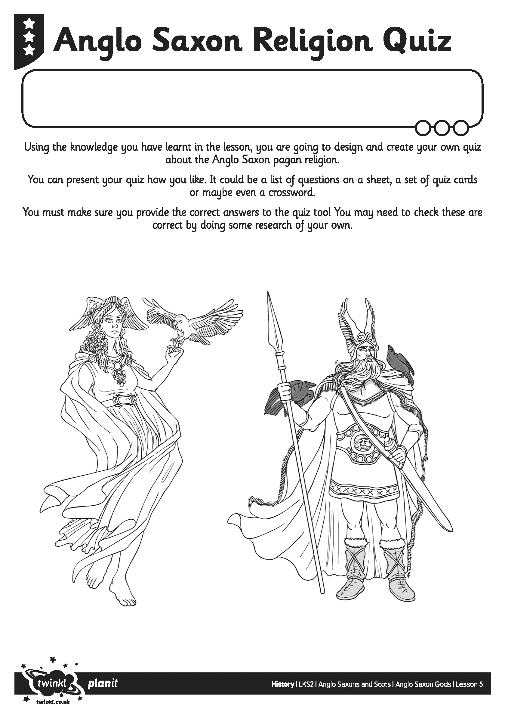 Anglo Saxon Religion Quiz
Using the knowledge you have learnt in the lesson, you are going to design and create your own quiz
about the Anglo Saxon pagan religion.
You can present your quiz how you like. It could be a list of questions on a sheet, a set of quiz cards
or maybe even a crossword.
You must make sure you provide the correct answers to the quiz too! You may need to check these are
correct by doing some research of your own.
twinkl planit
History | LKS2 | Anglo Saxons and Scots | Anglo Saxon Gods | Lesson 5
twinkl.co.uk